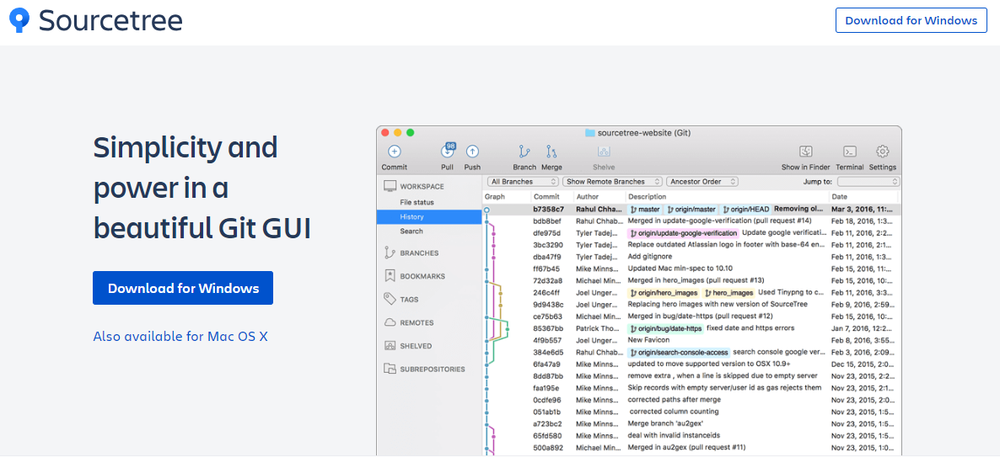 Sourcetree
Download for Windows
Simplicity and
power in a
beautiful Git GUI
Download for Windows
Also available for Mac OS X
sourcetree-website (Git)
98
Commit Pull Push Branch Merge Shelve Show in Finder Terminal Settings
All Branches Show Remote Branches Ancestor Order Jump to:
Graph Commit Author Description Date
WORKSPACE
File status
History
Search
BRANCHES
BOOKMARKS
TAGS
REMOTES
SHELVED
SUBREPOSITORIES
b7358c7 Rahul Chhab... master origin/master origin/HEAD Removing ol... Mar 3, 2016, 11:...
bdb8bef Rahul Chhab... Merged in update-google-verification (pull request #14) Feb 18, 2016, 1:3...
dfe975d Tyler Tadej... origin/update-google-verification Update google verificati... Feb 11, 2016, 2:2...
3bc3290 Tyler Tadej... Replace outdated Atlassian logo in footer with base-64 en... Feb 11, 2016, 2:1...
dba47f9 Tyler Tadej... Add gitignore Feb 11, 2016, 1:3...
ff67b45 Mike Minns... Updated Mac min-spec to 10.10 Feb 15, 2016, 11:...
72d32a8 Michael Min... Merged in hero_images (pull request #13) Feb 15, 2016, 10:...
246c4ff Joel Unger... origin/hero_images hero_images Used Tinypng to c... Feb 11, 2016, 3:3...
9d9438c Joel Unger... Replacing hero images with new version of SourceTree Feb 9, 2016, 2:59...
ce75b63 Michael Min... Merged in bug/date-https (pull request #12) Feb 15, 2016, 10:...
85367bb Patrick Tho... origin/bug/date-https fixed date and https errors Jan 7, 2016, 12:2...
4f9b557 Joel Unger... New Favicon Feb 8, 2016, 3:55...
384e6d5 Rahul Chhab... origin/search-console-access search console google ver... Feb 3, 2016, 2:09...
6fa47a9 Mike Minns... updated to move supported version to OSX 10.9+ Dec 15, 2015, 2:0...
8dd87bb Mike Minns... remove extra , when a line is skipped due to empty server Nov 23, 2015, 2:2...
faa195e Mike Minns... Skip records with empty server/user id as gas rejects them Nov 23, 2015, 2:1...
0cdfe96 Mike Minns... corrected paths after merge Nov 23, 2015, 2:0...
051ab1b Mike Minns... corrected column counting Nov 23, 2015, 1:5...
a723bc2 Mike Minns... Merge branch 'au2gex' Nov 23, 2015, 1:5...
65fd580 Mike Minns... deal with invalid instanceids Nov 23, 2015, 1:5...
500a892 Michael Min... Merged in au2gex (pull request #11) Nov 23, 2015, 1:5...